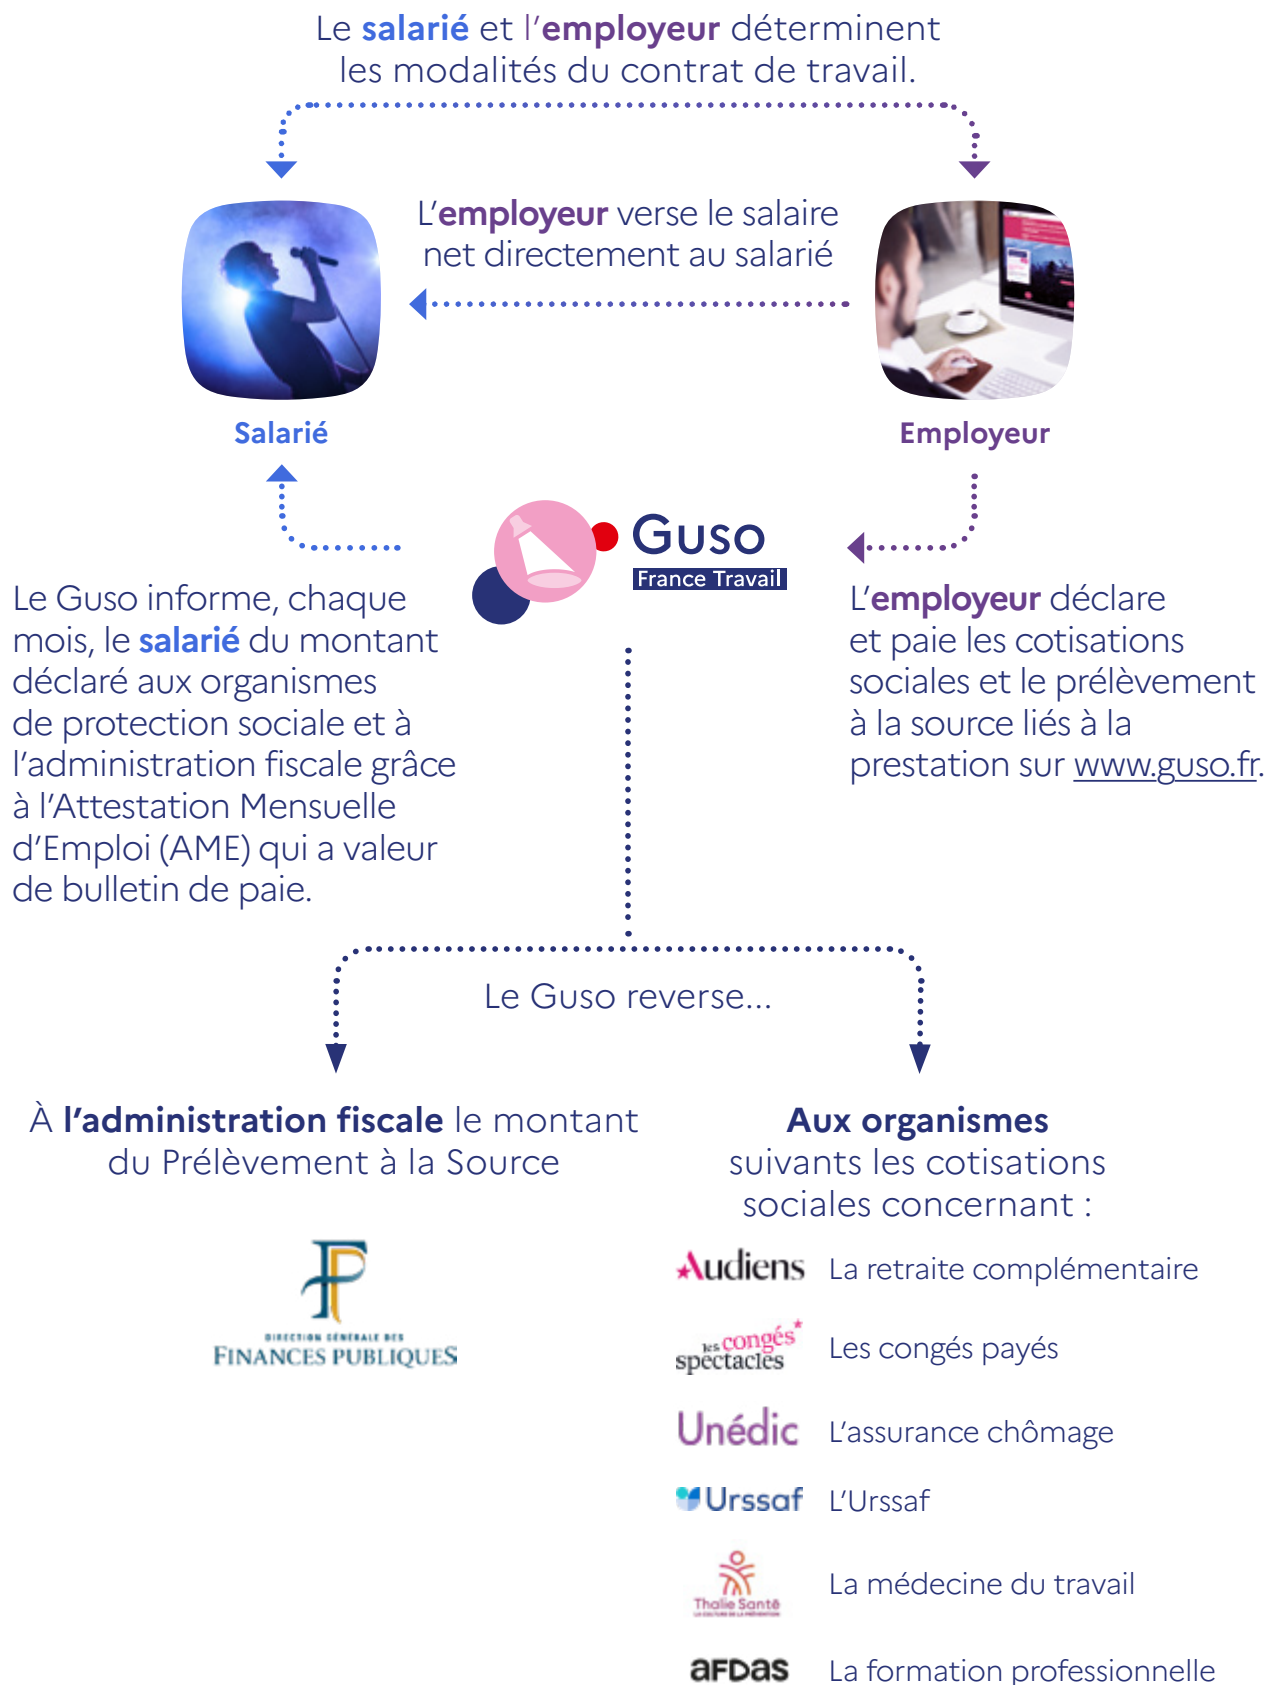 Le salarié et l'employeur déterminent
les modalités du contrat de travail.
L'employeur verse le salaire
net directement au salarié
Salarié
Employeur
Guso
France Travail
Le Guso informe, chaque
mois, le salarié du montant
déclaré aux organismes
de protection sociale et à
l'administration fiscale grâce
à l'Attestation Mensuelle
d'Emploi (AME) qui a valeur
de bulletin de paie.
L'employeur déclare
et paie les cotisations
sociales et le prélèvement
à la source liés à la
prestation sur www.guso.fr.
Le Guso reverse...
À l'administration fiscale le montant
du Prélèvement à la Source
DIRECTION GÉNÉRALE DES
FINANCES PUBLIQUES
Aux organismes
suivants les cotisations
sociales concernant :
Audiens La retraite complémentaire
les congés
spectacles
Les congés payés
Unédic L'assurance chômage
Urssaf L'Urssaf
Thalie Santé
LA CULTURE DE LA PRÉVENTION
La médecine du travail
aFDas La formation professionnelle